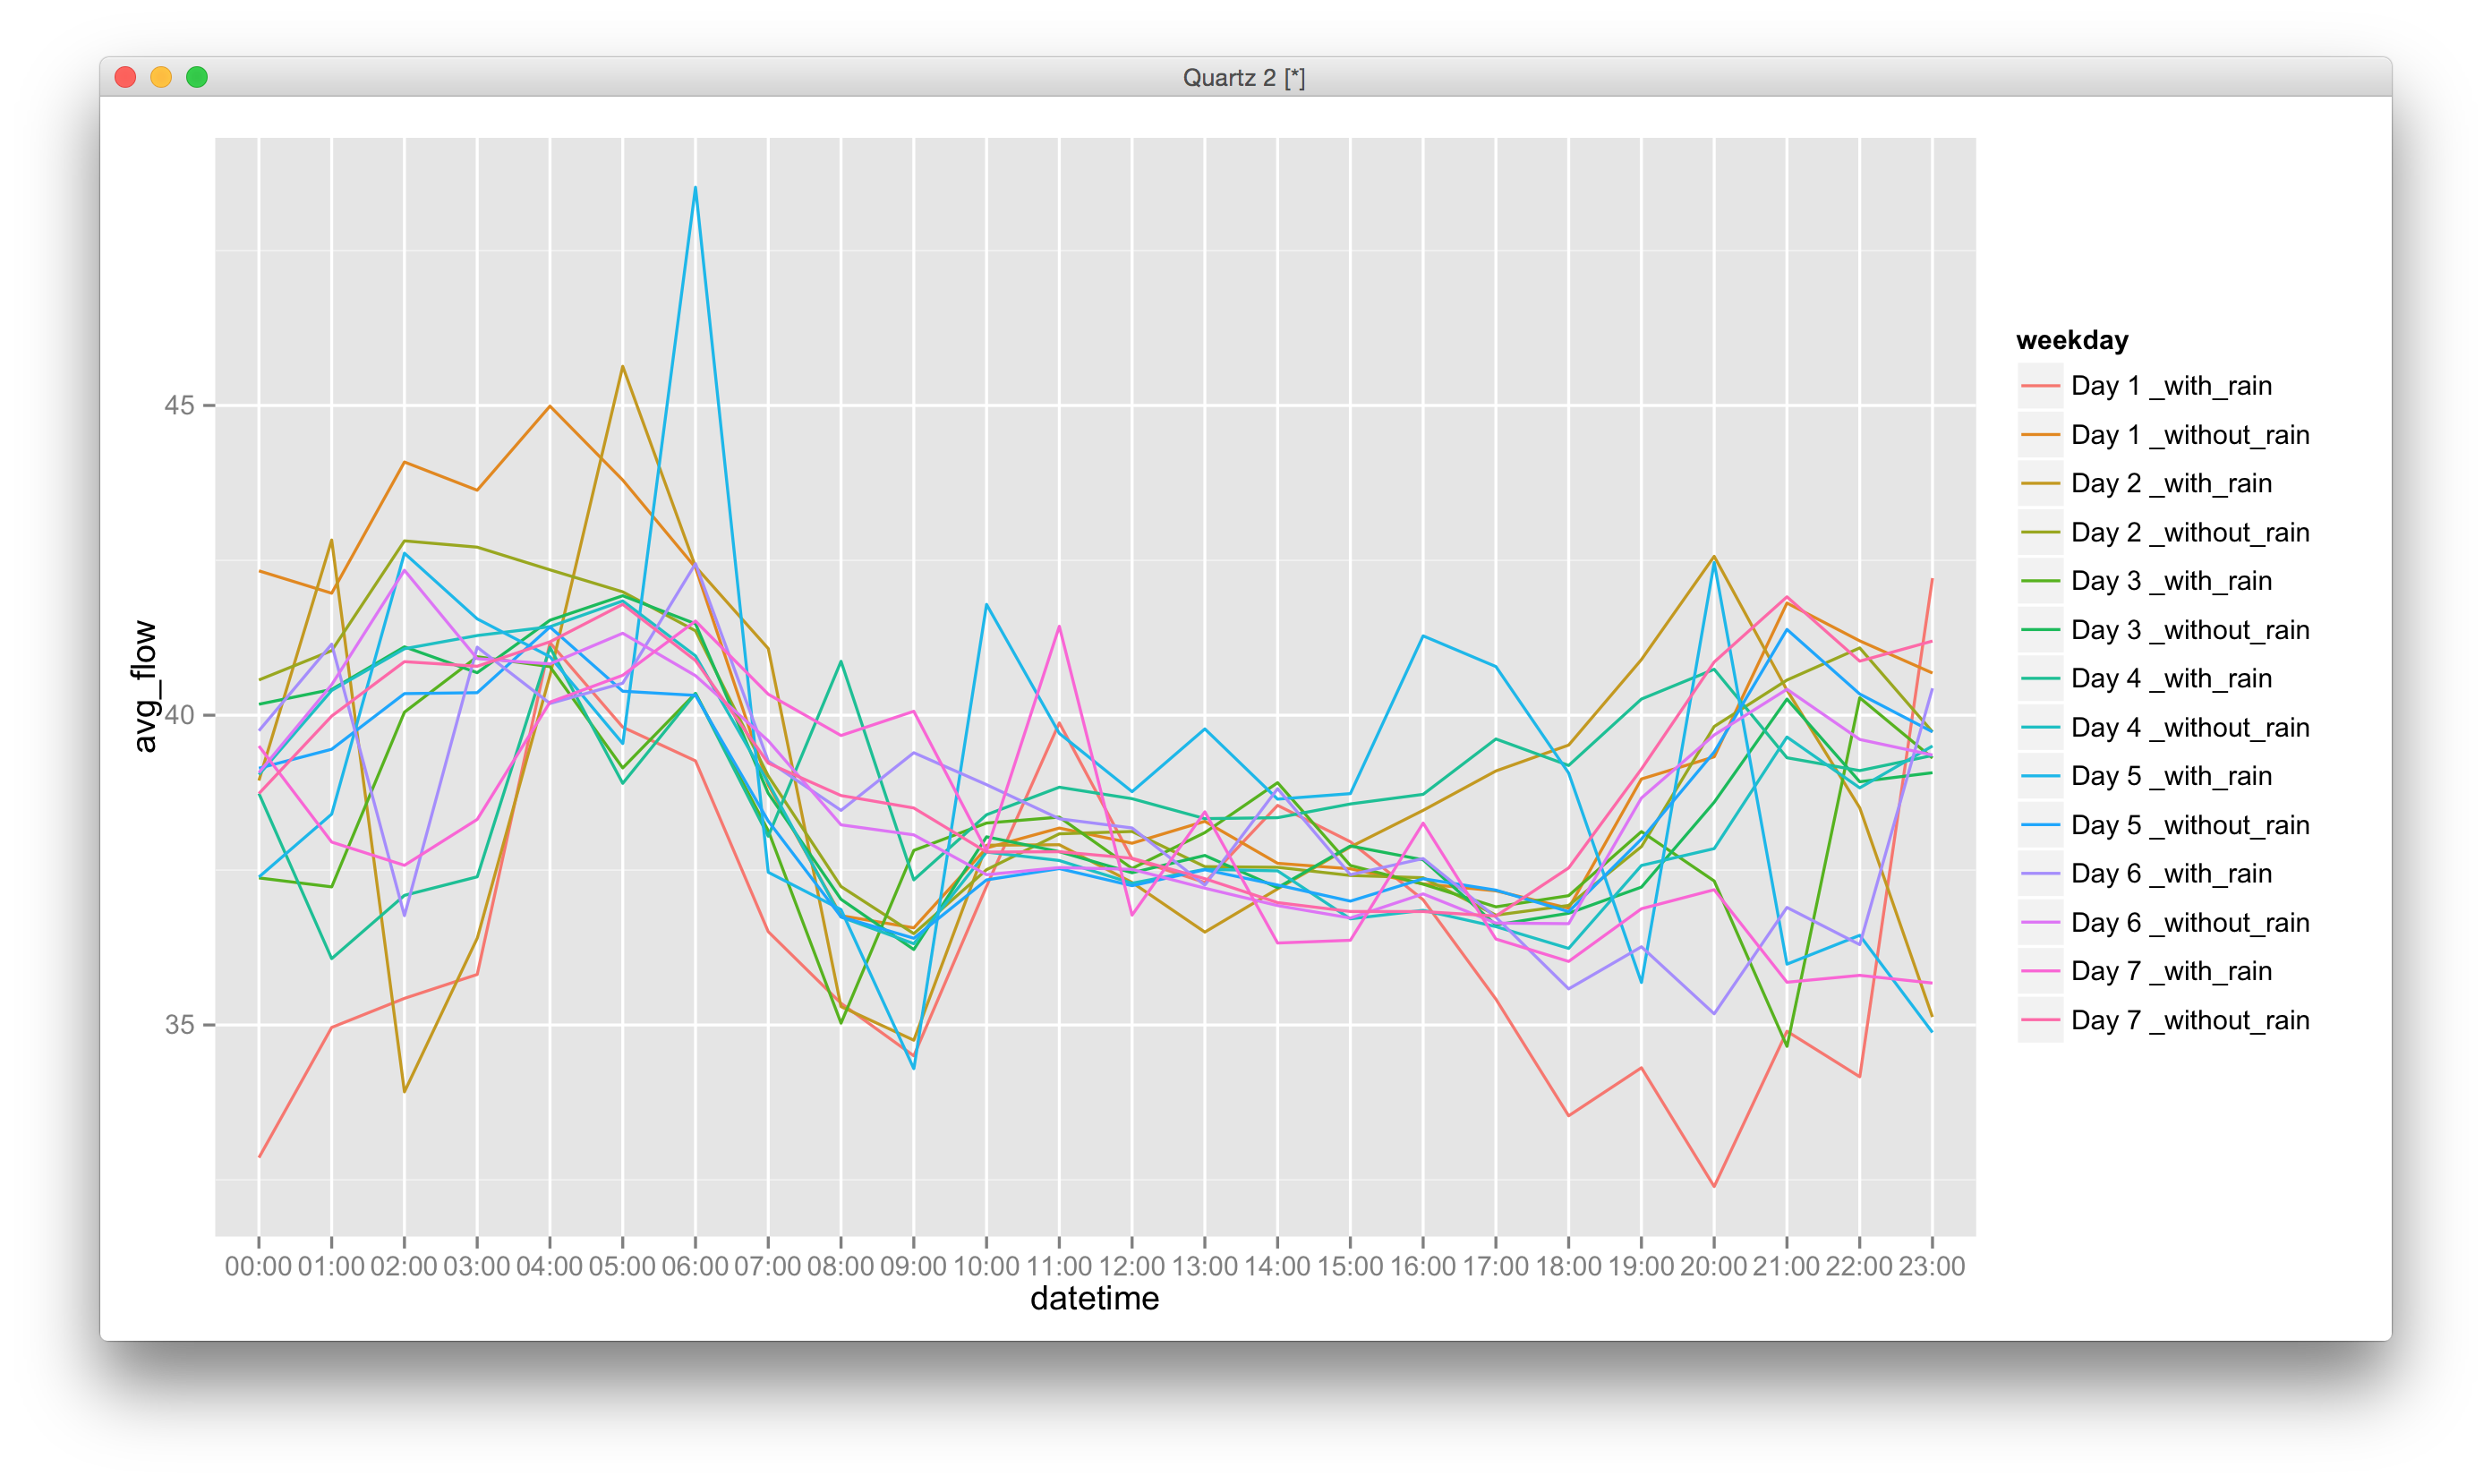 Quartz 2 [*]
avg_flow
45
40
35
00:00 01:00 02:00 03:00 04:00 05:00 06:00 07:00 08:00 09:00 10:00 11:00 12:00 13:00 14:00 15:00 16:00 17:00 18:00 19:00 20:00 21:00 22:00 23:00
datetime
weekday
Day 1 _with_rain
Day 1 _without_rain
Day 2 _with_rain
Day 2 _without_rain
Day 3 _with_rain
Day 3 _without_rain
Day 4 _with_rain
Day 4 _without_rain
Day 5 _with_rain
Day 5 _without_rain
Day 6 _with_rain
Day 6 _without_rain
Day 7 _with_rain
Day 7 _without_rain